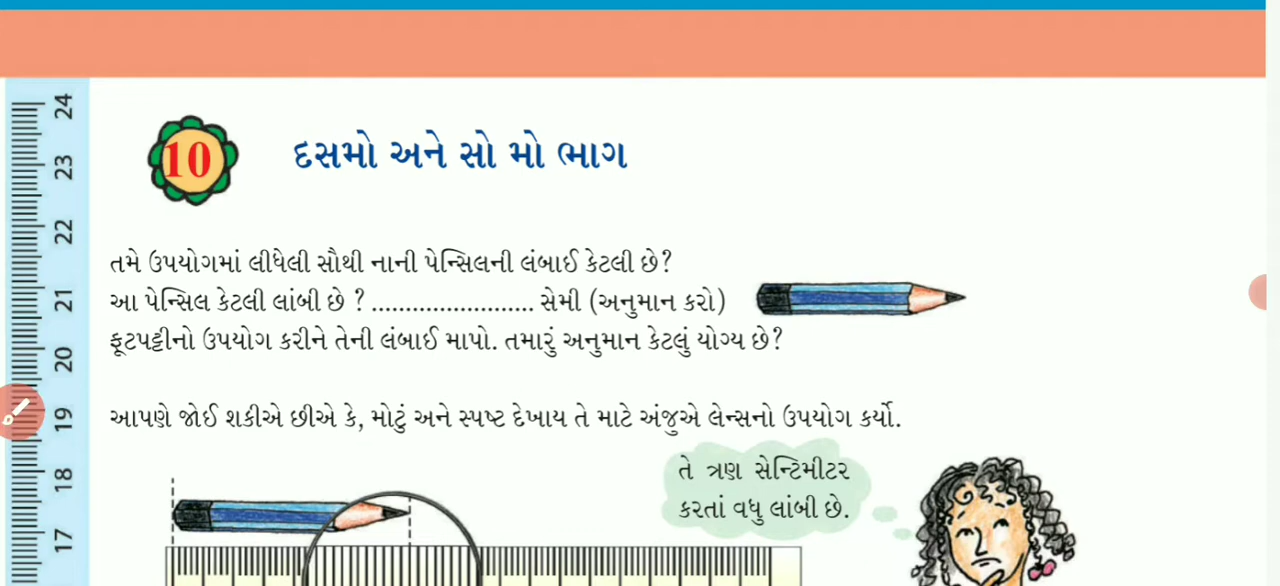 24
23
22
21
20
19
18
17
10
દસમો અને સો મો ભાગ
તમે ઉપયોગમાં લીધેલી સૌથી નાની પેન્સિલની લંબાઈ કેટલી છે?
આ પેન્સિલ કેટલી લાંબી છે ? ........................ સેમી (અનુમાન કરો)
ફૂટપટ્ટીનો ઉપયોગ કરીને તેની લંબાઈ માપો. તમારું અનુમાન કેટલું યોગ્ય છે?
આપણે જોઈ શકીએ છીએ કે, મોટું અને સ્પષ્ટ દેખાય તે માટે અંજુએ લેન્સનો ઉપયોગ કર્યો.
તે ત્રણ સેન્ટિમીટર
કરતાં વધુ લાંબી છે.